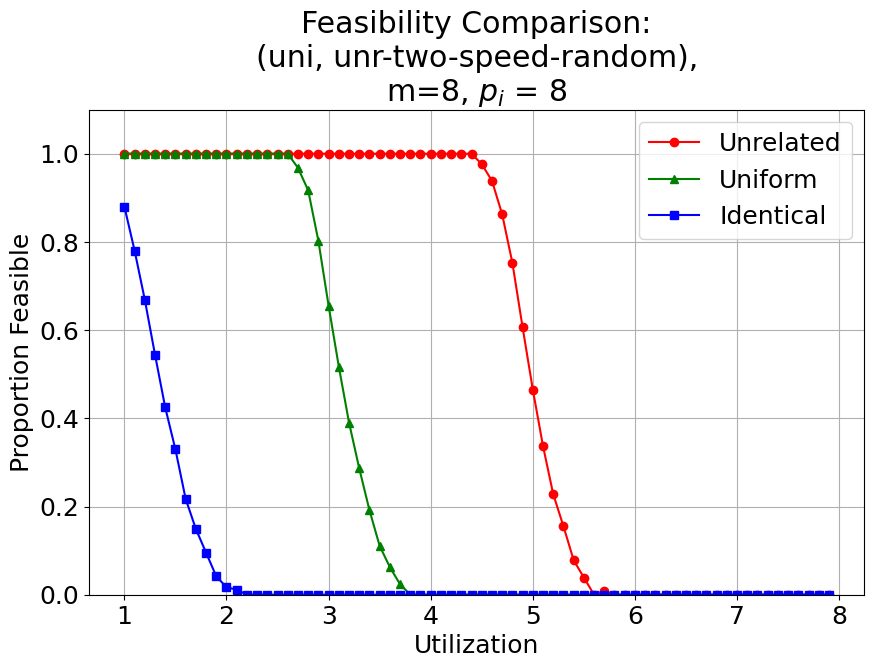 Feasibility Comparison:
(uni, unr-two-speed-random),
m=8, $p_i$ = 8
Unrelated
Uniform
Identical
1.0
0.8
0.6
0.4
0.2
0.0
Proportion Feasible
1 2 3 4 5 6 7 8
Utilization